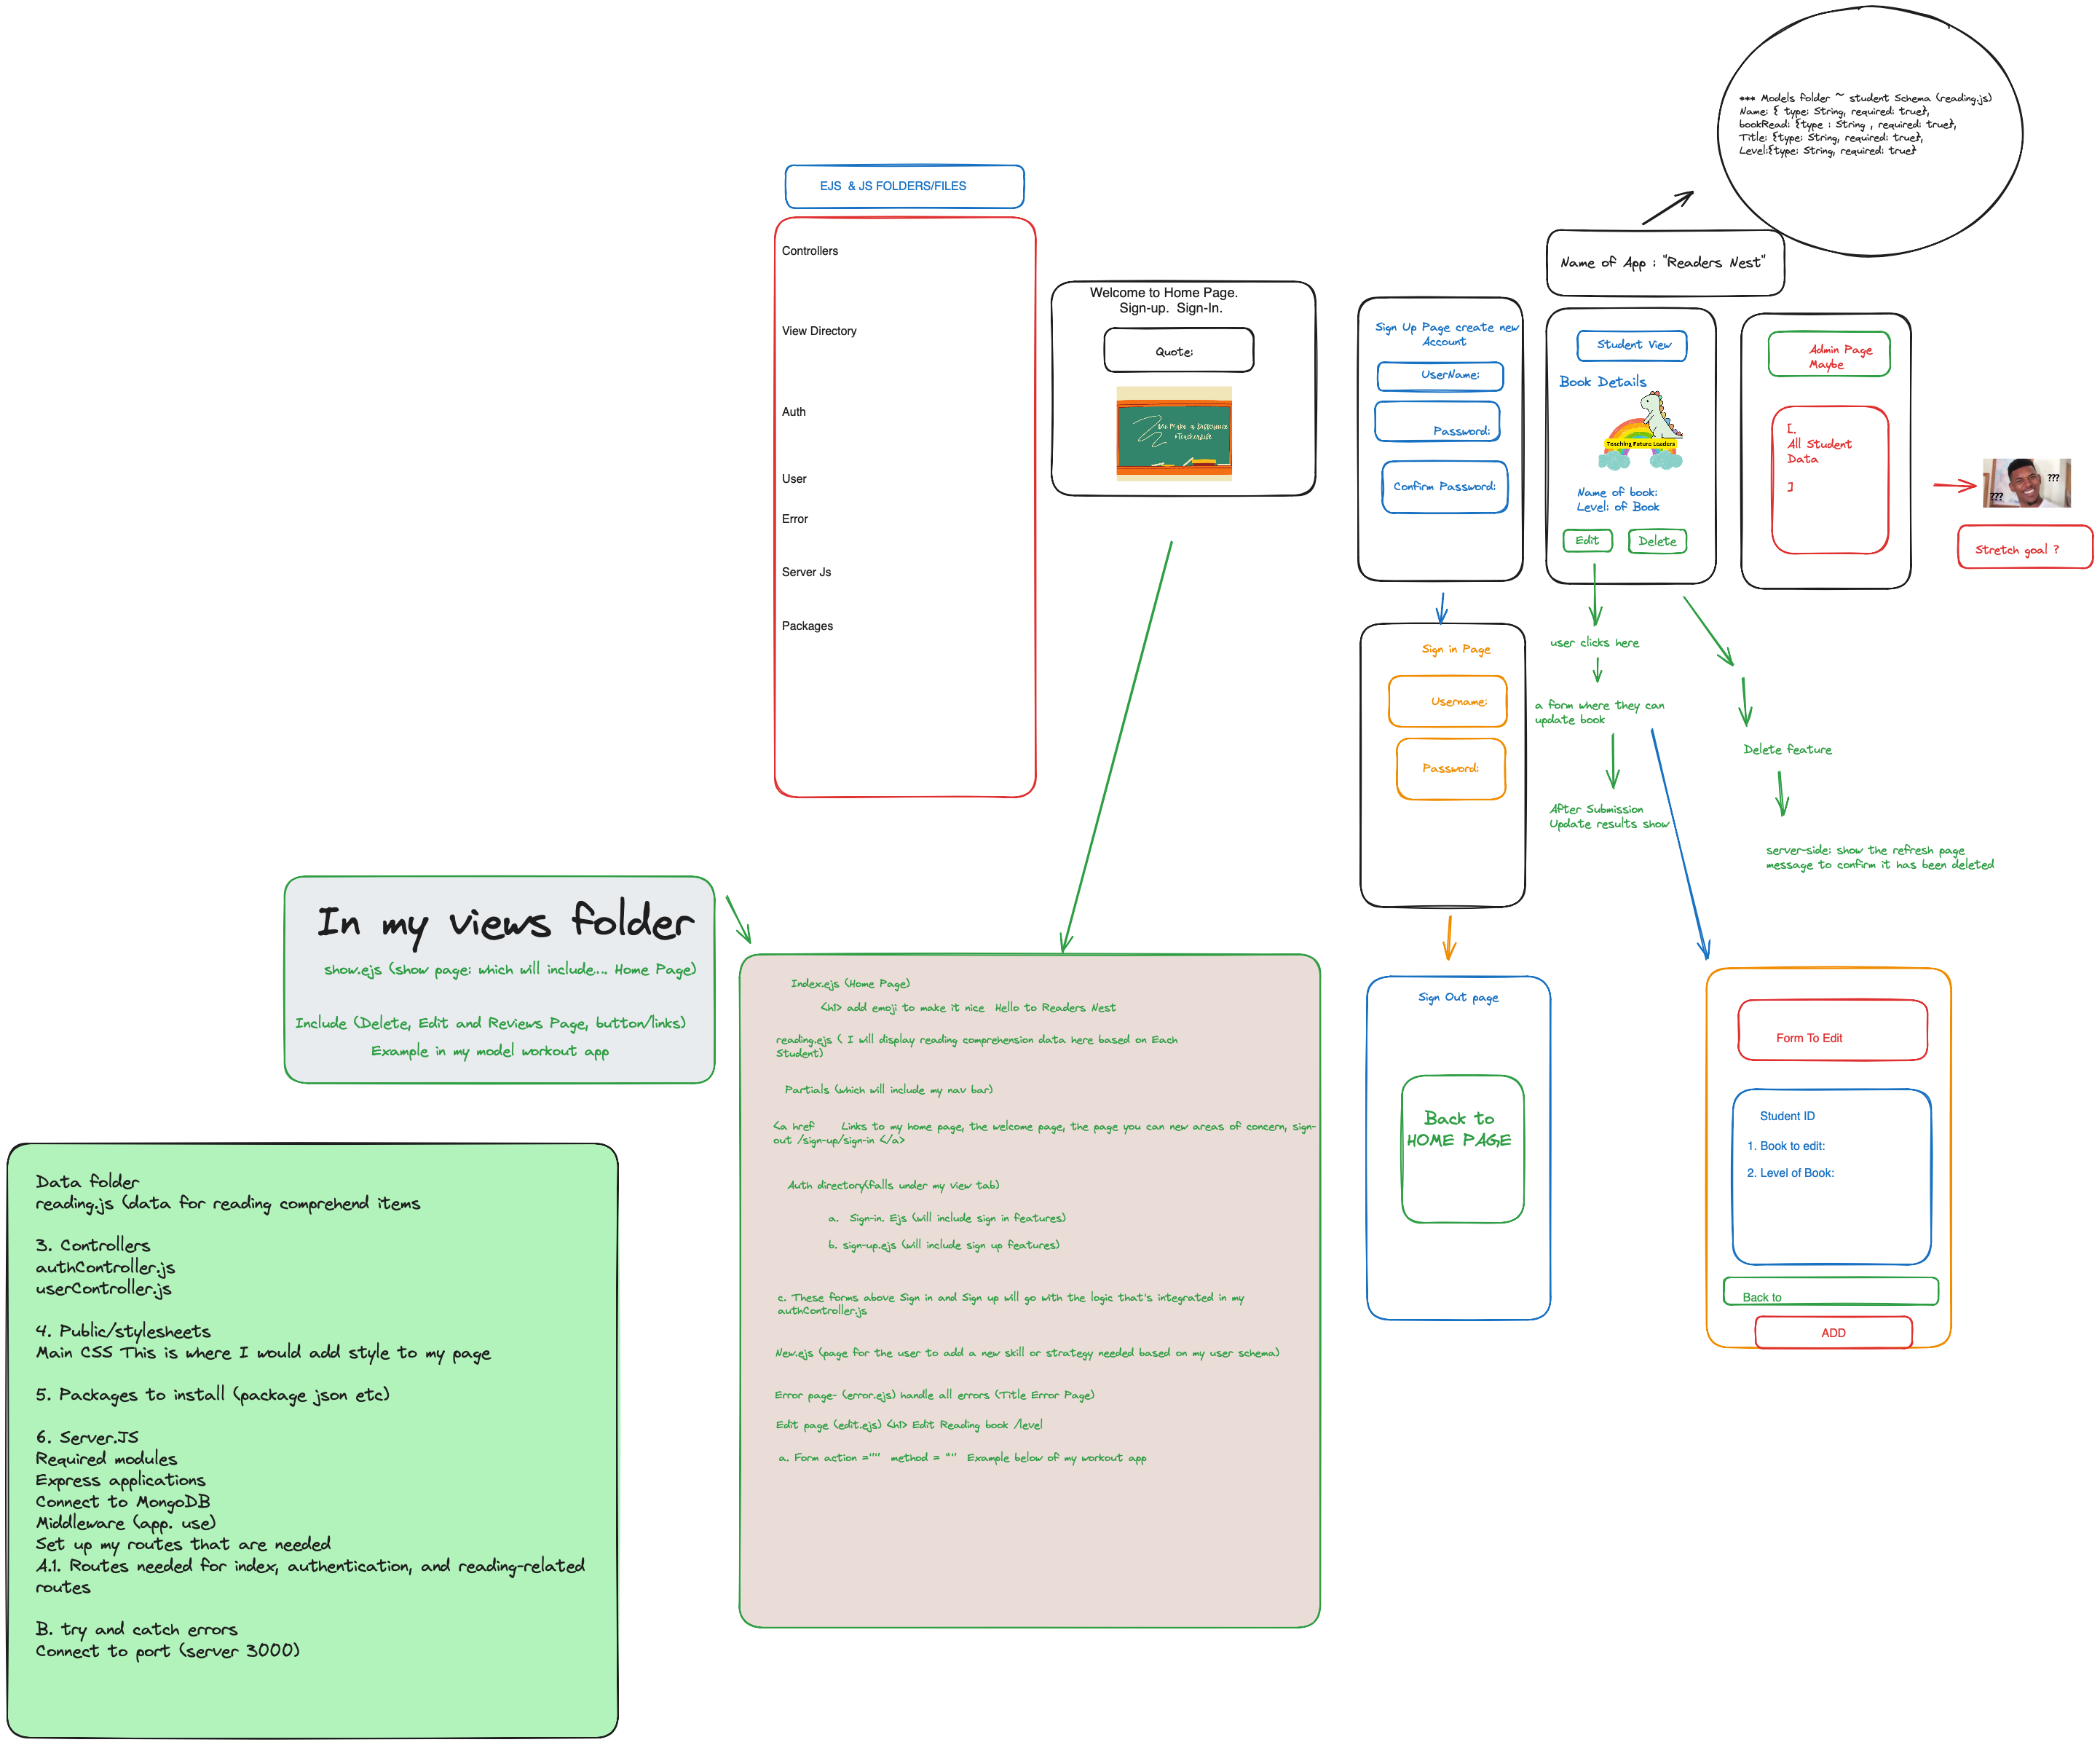 *** Models folder ~ student Schema (reading.js)
Name: { type: String, required: true},
bookRead: {type : String , required: true},
Title: {type: String, required: true},
Level:{type: String, required: true}
Name of App : "Readers Nest"
EJS & JS FOLDERS/FILES
Controllers
View Directory
Auth
User
Error
Server Js
Packages
Welcome to Home Page.
Sign-up. Sign-In.
Quote:
We Make a Difference
#TeacherLife
Sign Up Page create new
Account
UserName:
Password:
Confirm Password:
Student View
Book Details
Teaching Future Leaders
Name of book:
Level: of Book
Edit
Delete
Admin Page
Maybe
[.
All Student
Data
]
???
???
Stretch goal ?
Sign in Page
Username:
Password:
user clicks here
a form where they can
update book
After Submission
Update results show
Delete feature
server-side: show the refresh page
message to confirm it has been deleted
In my views folder
show.ejs (show page: which will include... Home Page)
Include (Delete, Edit and Reviews Page, button/links)
Example in my model workout app
Index.ejs (Home Page)
<h1> add emoji to make it nice Hello to Readers Nest
reading.ejs ( I will display reading comprehension data here based on Each
Student)
Partials (which will include my nav bar)
<a href Links to my home page, the welcome page, the page you can new areas of concern, sign-
out /sign-up/sign-in </a>
Auth directory(falls under my view tab)
a. Sign-in. Ejs (will include sign in features)
b. sign-up.ejs (will include sign up features)
c. These forms above Sign in and Sign up will go with the logic that's integrated in my
authController.js
New.ejs (page for the user to add a new skill or strategy needed based on my user schema)
Error page- (error.ejs) handle all errors (Title Error Page)
Edit page (edit.ejs) <h1> Edit Reading book /level
a. Form action ="" method = "" Example below of my workout app
Sign Out page
Back to
HOME PAGE
Form To Edit
Student ID
1. Book to edit:
2. Level of Book:
Back to
ADD
Data folder
reading.js (data for reading comprehend items
3. Controllers
authController.js
userController.js
4. Public/stylesheets
Main CSS This is where I would add style to my page
5. Packages to install (package json etc)
6. Server.JS
Required modules
Express applications
Connect to MongoDB
Middleware (app. use)
Set up my routes that are needed
A.1. Routes needed for index, authentication, and reading-related
routes
B. try and catch errors
Connect to port (server 3000)